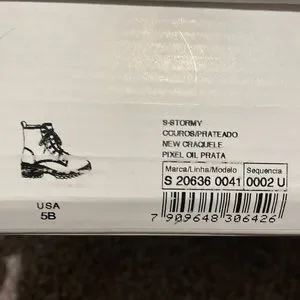 S-STORMY
COUROS/PRATEADO
NEW CRAQUELE
PIXEL OIL PRATA
Marca/Linha/Modelo Sequencia
S 20636 0041 0002 U
USA
5B
7 909648 306426